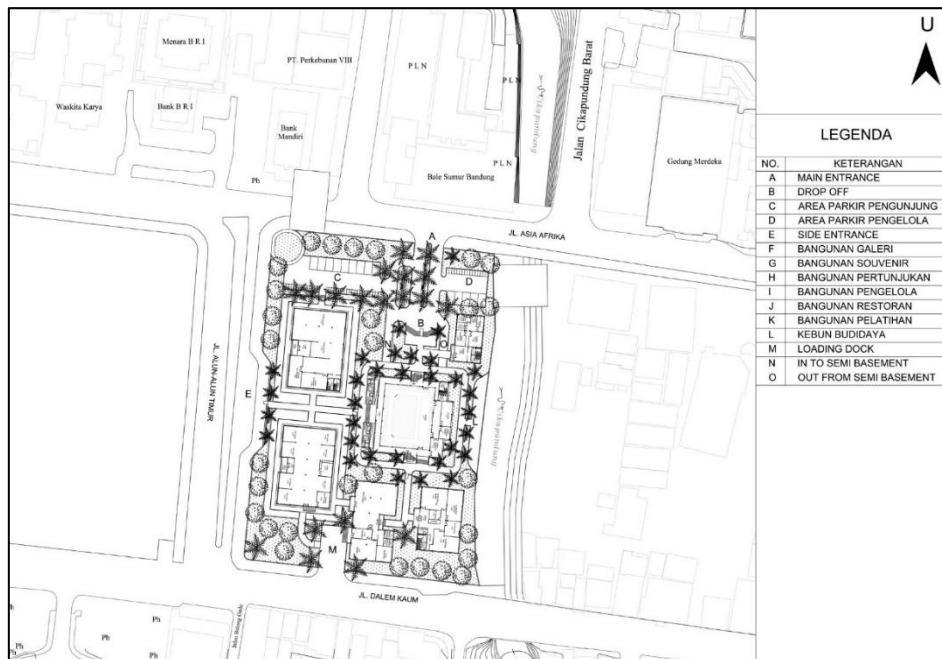 Menara B R I
PT. Perkebunan VIII
P L N
P L N
Waskita Karya
Bank B R I
Bank
Mandiri
Jalan Cikapundung Barat
Gedung Merdeka
P L N
Bale Sumur Bandung
Ph
A
JL. ASIA AFRIKA
C
D
B
N
O
E
JL. ALUN-ALUN TIMUR
M
JL. DALEM KAUM
Ph
Ph
Ph
U
LEGENDA
NO. KETERANGAN
A MAIN ENTRANCE
B DROP OFF
C AREA PARKIR PENGUNJUNG
D AREA PARKIR PENGELOLA
E SIDE ENTRANCE
F BANGUNAN GALERI
G BANGUNAN SOUVENIR
H BANGUNAN PERTUNJUKAN
I BANGUNAN PENGELOLA
J BANGUNAN RESTORAN
K BANGUNAN PELATIHAN
L KEBUN BUDIDAYA
M LOADING DOCK
N IN TO SEMI BASEMENT
O OUT FROM SEMI BASEMENT